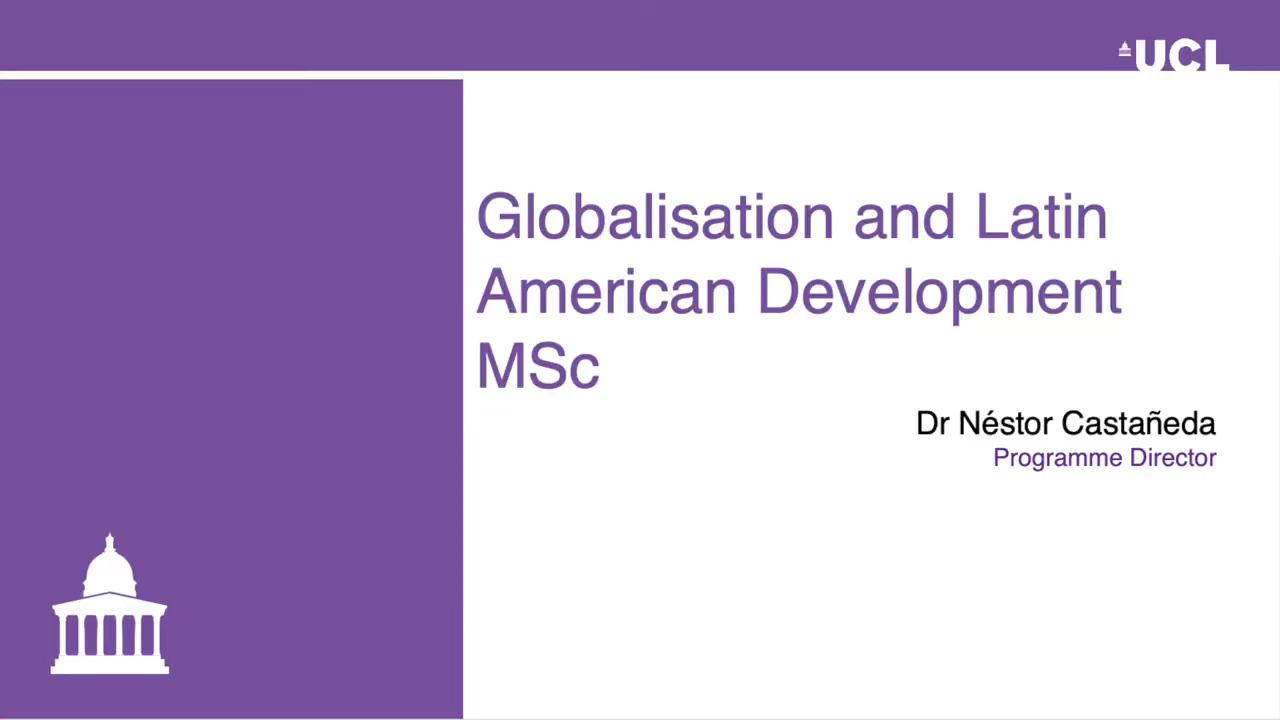 UCL
Globalisation and Latin
American Development
MSc
Dr Néstor Castañeda
Programme Director